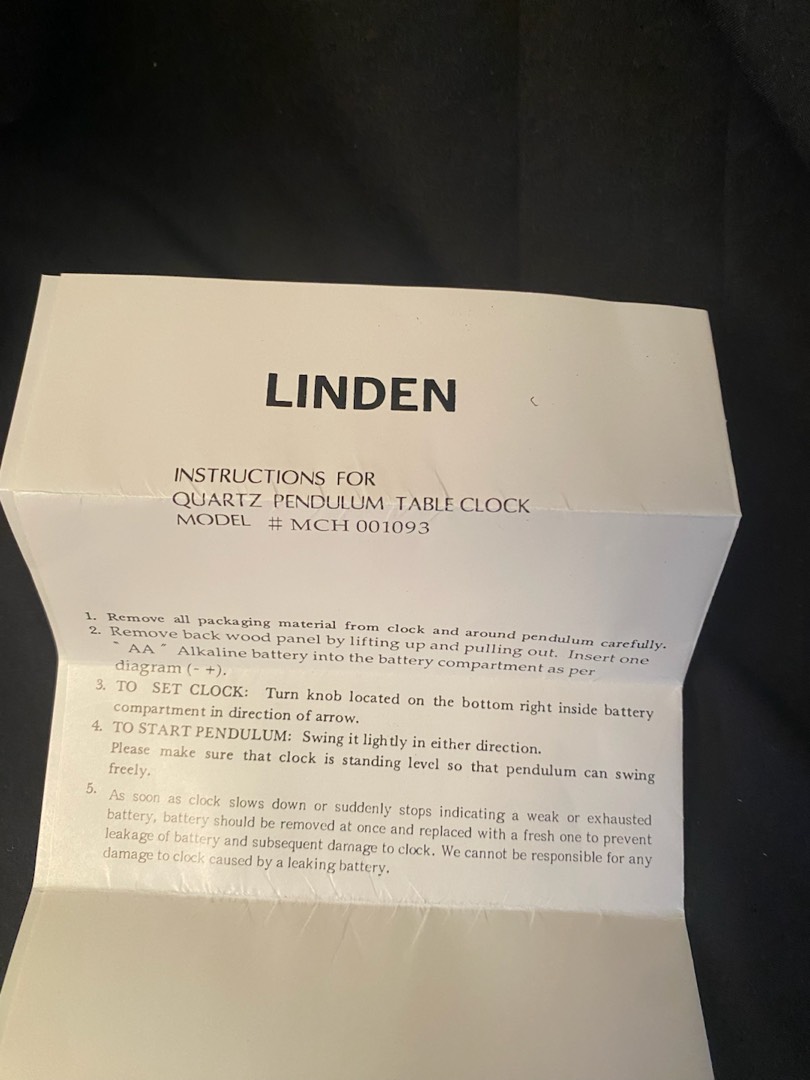 LINDEN
INSTRUCTIONS FOR
QUARTZ PENDULUM TABLE CLOCK
MODEL # MCH 001093
1. Remove all packaging material from clock and around pendulum carefully.
2. Remove back wood panel by lifting up and pulling out. Insert one
" AA " Alkaline battery into the battery compartment as per
diagram (- +).
3. TO SET CLOCK: Turn knob located on the bottom right inside battery
compartment in direction of arrow.
4. TO START PENDULUM: Swing it lightly in either direction.
Please make sure that clock is standing level so that pendulum can swing
freely.
5. As soon as clock slows down or suddenly stops indicating a weak or exhausted
battery, battery should be removed at once and replaced with a fresh one to prevent
leakage of battery and subsequent damage to clock. We cannot be responsible for any
damage to clock caused by a leaking battery.